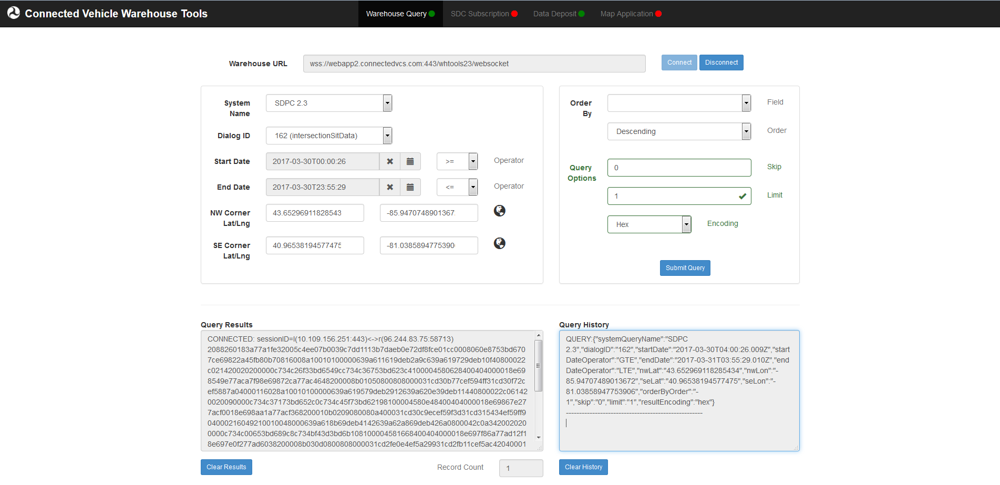 Connected Vehicle Warehouse Tools
Warehouse Query
SDC Subscription
Data Deposit
Map Application
Warehouse URL
wss://webapp2.connectedvcs.com:443/whtools23/websocket
Connect
Disconnect
System Name
SDPC 2.3
Dialog ID
162 (intersectionSitData)
Start Date
2017-03-30T00:00:26
>=
Operator
End Date
2017-03-30T23:55:29
<=
Operator
NW Corner Lat/Lng
43.65296911828543
-85.9470748901367
SE Corner Lat/Lng
40.96538194577475
-81.0385894775390
Order By
Field
Descending
Order
Query Options
0
Skip
1
Limit
Hex
Encoding
Submit Query
Query Results
CONNECTED: sessionID=l(10.109.156.251:443)<->r(96.244.83.75:58713)
2088260183a77a1fe32005c4ee07b0039c7dd1113b7daeb0e72df8fce01cc0008060e8753bd670
7ce69822a45fb80b70816008a10010100000639a611619deb2a9c639a619729deb10f40800022
c021420020200000c734c26f33bd6549cc734c36753bd623c4100004580628400404000018e69
8549e77aca7f98e69872ca77ac4648200008b01050800808000031cd30b77cef594ff31cd30f72c
ef5887a04000116028a10010100000639a619579deb2912639a620e39deb11440800022c06142
0020090000c734c37173bd652c0c734c45f73bd62198100004580e48400404000018e69867e27
7acf0018e698aa1a77acf368200010b0209080080a400031cd30c9ecef59f3d31cd315434ef59ff9
04000216049210010048000639a618b69deb4142639a62a869deb426a0800042c0a342002020
0000c734c00653bd689c8c734bf43d3bd6b108100004581668400404000018e697f86a77ad12f1
8e697e0f277ad6038200008b030d0800808000031cd2fe0e4ef5a29931cd2fb11cef5ac42040001
Clear Results
Record Count
1
Query History
QUERY:{"systemQueryName":"SDPC
2.3","dialogID":"162","startDate":"2017-03-30T04:00:26.009Z","start
DateOperator":"GTE","endDate":"2017-03-31T03:55:29.010Z","end
DateOperator":"LTE","nwLat":"43.652969118285434","nwLon":"-
85.94707489013672","seLat":"40.96538194577475","seLon":"-
81.03858947753906","orderByOrder":"-
1","skip":"0","limit":"1","resultEncoding":"hex"}
----------------------------------------------------
Clear History